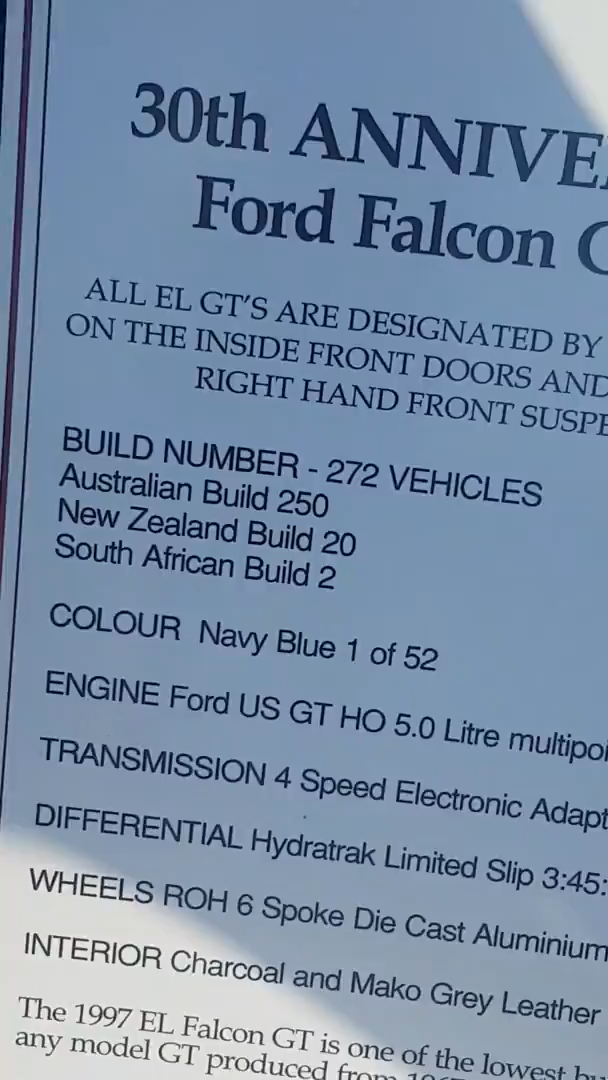 30th ANNIVE
Ford Falcon G
ALL EL GT'S ARE DESIGNATED BY
ON THE INSIDE FRONT DOORS AND
RIGHT HAND FRONT SUSPE
BUILD NUMBER - 272 VEHICLES
Australian Build 250
New Zealand Build 20
South African Build 2
COLOUR Navy Blue 1 of 52
ENGINE Ford US GT HO 5.0 Litre multipoi
TRANSMISSION 4 Speed Electronic Adapt
DIFFERENTIAL Hydratrak Limited Slip 3:45:
WHEELS ROH 6 Spoke Die Cast Aluminium
INTERIOR Charcoal and Mako Grey Leather
The 1997 EL Falcon GT is one of the lowest bu
any model GT produced from